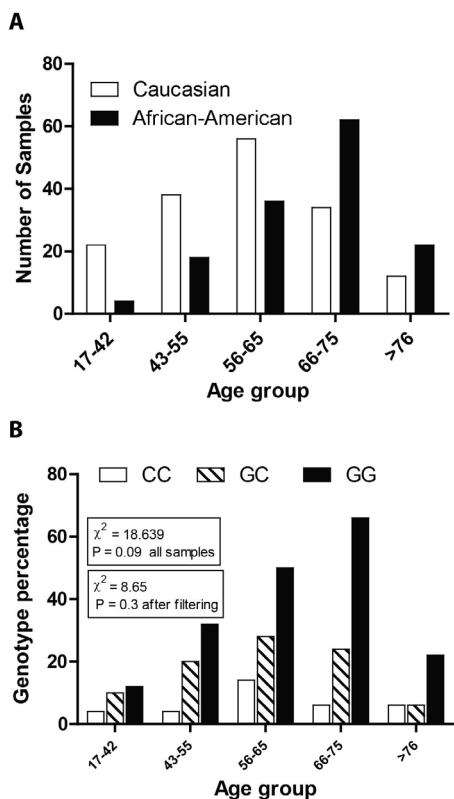 A
80
60
40
20
0
Number of Samples
Caucasian
African-American
17-42
43-55
56-65
66-75
>76
Age group
B
80
60
40
20
0
Genotype percentage
CC GC GG
χ² = 18.639
P = 0.09 all samples
χ² = 8.65
P = 0.3 after filtering
17-42
43-55
56-65
66-75
>76
Age group